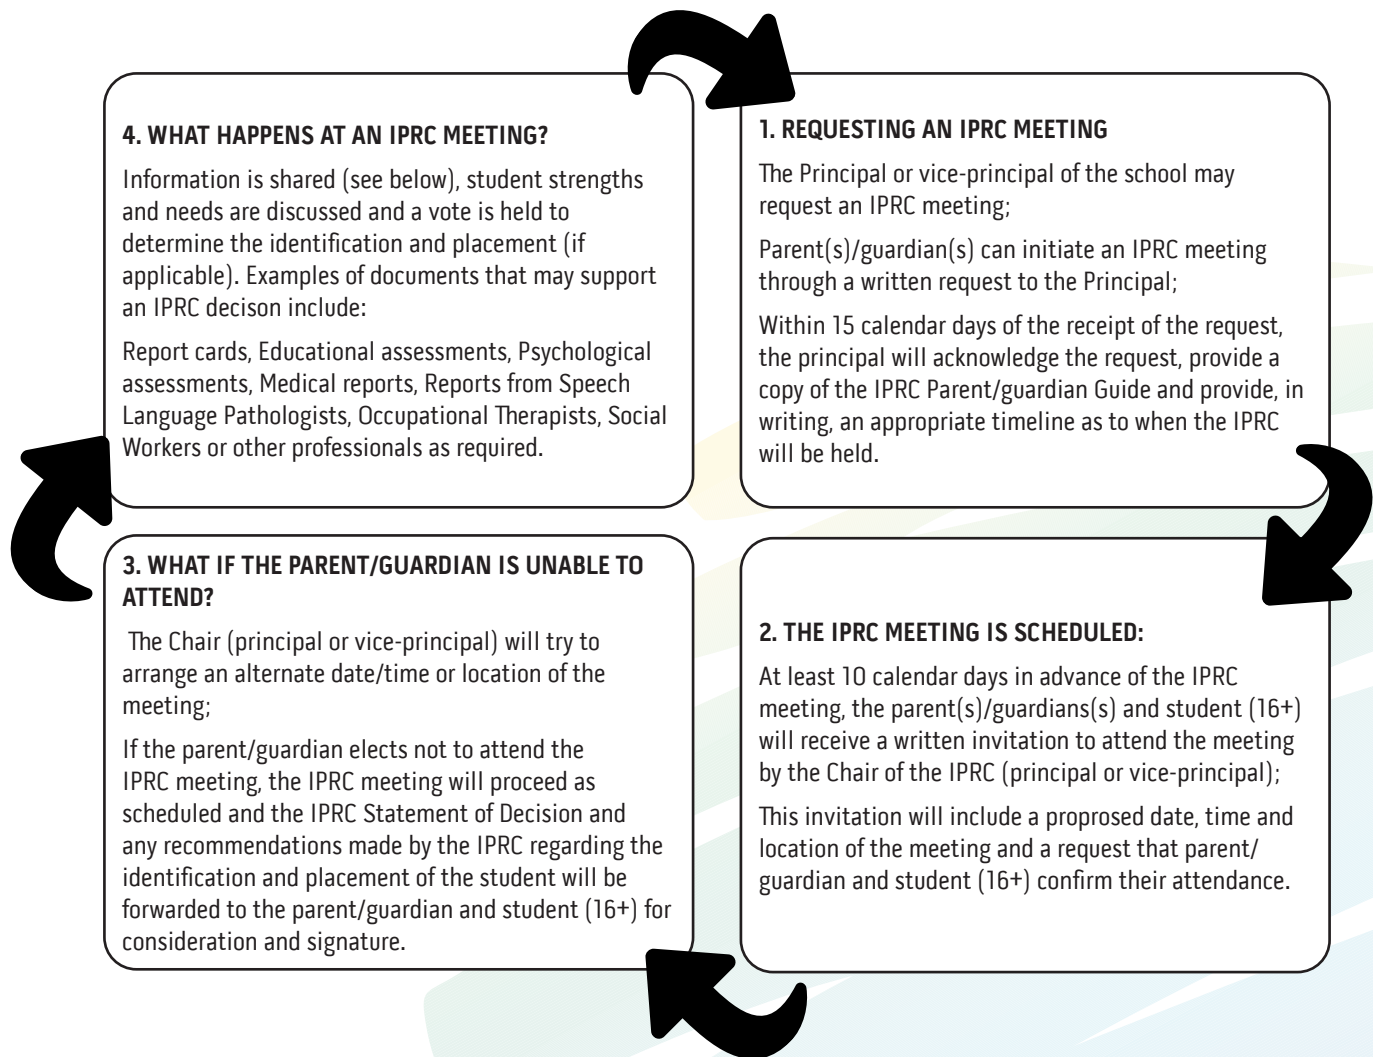 4. WHAT HAPPENS AT AN IPRC MEETING?
Information is shared (see below), student strengths
and needs are discussed and a vote is held to
determine the identification and placement (if
applicable). Examples of documents that may support
an IPRC decison include:
Report cards, Educational assessments, Psychological
assessments, Medical reports, Reports from Speech
Language Pathologists, Occupational Therapists, Social
Workers or other professionals as required.
1. REQUESTING AN IPRC MEETING
The Principal or vice-principal of the school may
request an IPRC meeting;
Parent(s)/guardian(s) can initiate an IPRC meeting
through a written request to the Principal;
Within 15 calendar days of the receipt of the request,
the principal will acknowledge the request, provide a
copy of the IPRC Parent/guardian Guide and provide, in
writing, an appropriate timeline as to when the IPRC
will be held.
3. WHAT IF THE PARENT/GUARDIAN IS UNABLE TO
ATTEND?
The Chair (principal or vice-principal) will try to
arrange an alternate date/time or location of the
meeting;
If the parent/guardian elects not to attend the
IPRC meeting, the IPRC meeting will proceed as
scheduled and the IPRC Statement of Decision and
any recommendations made by the IPRC regarding the
identification and placement of the student will be
forwarded to the parent/guardian and student (16+) for
consideration and signature.
2. THE IPRC MEETING IS SCHEDULED:
At least 10 calendar days in advance of the IPRC
meeting, the parent(s)/guardians(s) and student (16+)
will receive a written invitation to attend the meeting
by the Chair of the IPRC (principal or vice-principal);
This invitation will include a proprosed date, time and
location of the meeting and a request that parent/
guardian and student (16+) confirm their attendance.